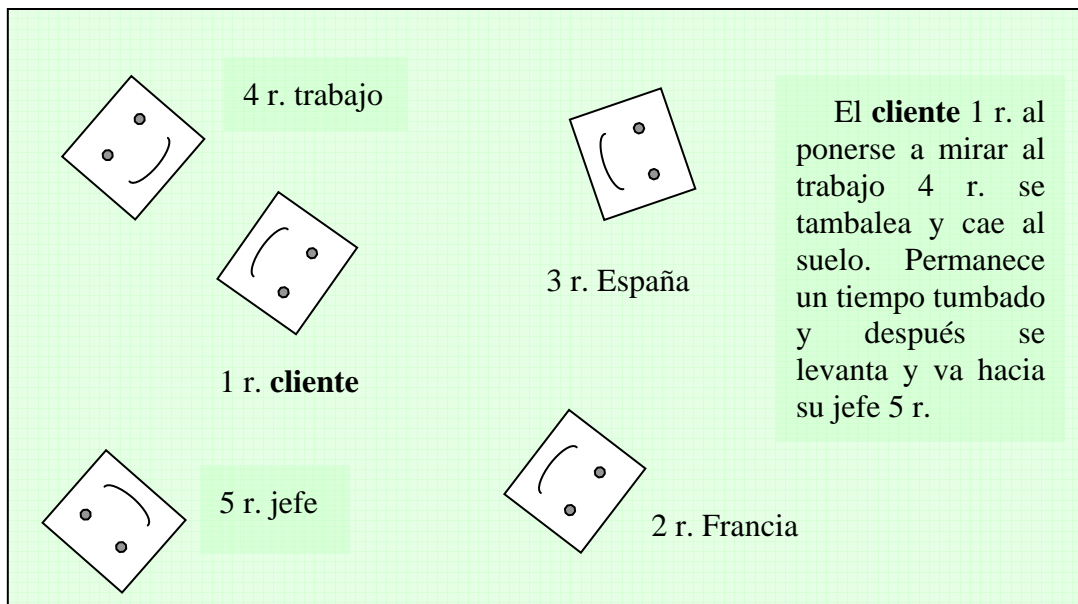 4 r. trabajo
El cliente 1 r. al
ponerse a mirar al
trabajo 4 r. se
tambalea y cae al
suelo. Permanece
un tiempo tumbado
y después se
levanta y va hacia
su jefe 5 r.
3 r. España
1 r. cliente
5 r. jefe
2 r. Francia